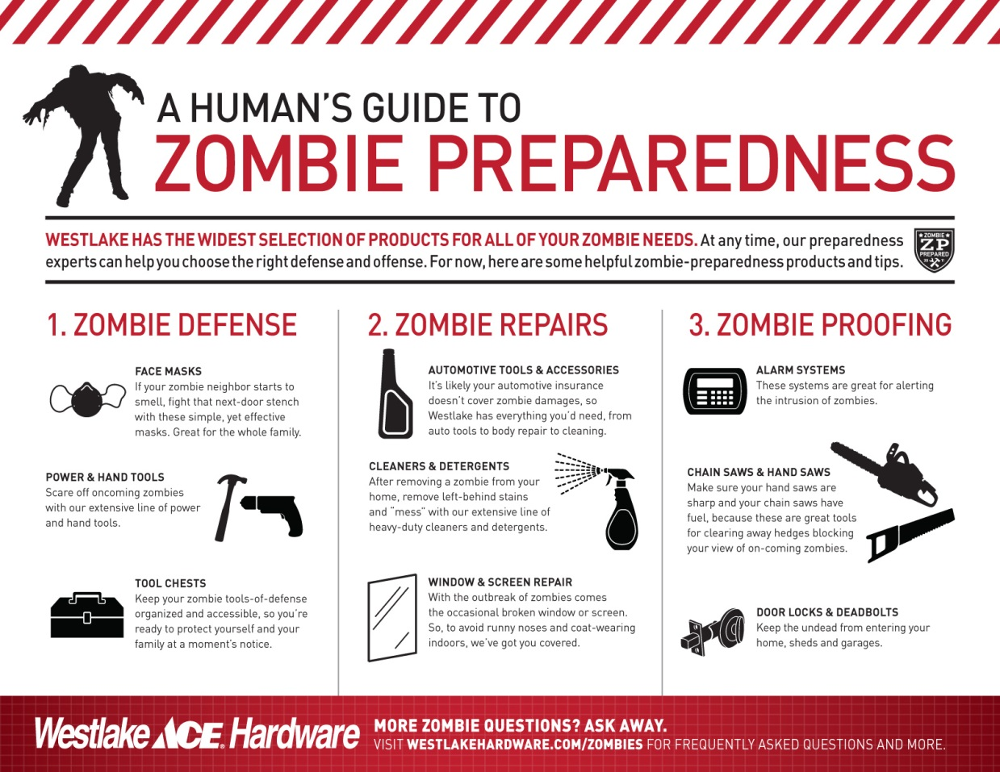 A HUMAN'S GUIDE TO
ZOMBIE PREPAREDNESS
WESTLAKE HAS THE WIDEST SELECTION OF PRODUCTS FOR ALL OF YOUR ZOMBIE NEEDS. At any time, our preparedness
experts can help you choose the right defense and offense. For now, here are some helpful zombie-preparedness products and tips.
★ ZOMBIE ★
ZP
PREPARED
20 11
1. ZOMBIE DEFENSE
FACE MASKS
If your zombie neighbor starts to
smell, fight that next-door stench
with these simple, yet effective
masks. Great for the whole family.
POWER & HAND TOOLS
Scare off oncoming zombies
with our extensive line of power
and hand tools.
TOOL CHESTS
Keep your zombie tools-of-defense
organized and accessible, so you're
ready to protect yourself and your
family at a moment's notice.
2. ZOMBIE REPAIRS
AUTOMOTIVE TOOLS & ACCESSORIES
It's likely your automotive insurance
doesn't cover zombie damages, so
Westlake has everything you'd need, from
auto tools to body repair to cleaning.
CLEANERS & DETERGENTS
After removing a zombie from your
home, remove left-behind stains
and "mess" with our extensive line of
heavy-duty cleaners and detergents.
WINDOW & SCREEN REPAIR
With the outbreak of zombies comes
the occasional broken window or screen.
So, to avoid runny noses and coat-wearing
indoors, we've got you covered.
3. ZOMBIE PROOFING
ALARM SYSTEMS
These systems are great for alerting
the intrusion of zombies.
CHAIN SAWS & HAND SAWS
Make sure your hand saws are
sharp and your chain saws have
fuel, because these are great tools
for clearing away hedges blocking
your view of on-coming zombies.
DOOR LOCKS & DEADBOLTS
Keep the undead from entering your
home, sheds and garages.
Westlake ACE® Hardware
MORE ZOMBIE QUESTIONS? ASK AWAY.
VISIT WESTLAKEHARDWARE.COM/ZOMBIES FOR FREQUENTLY ASKED QUESTIONS AND MORE.